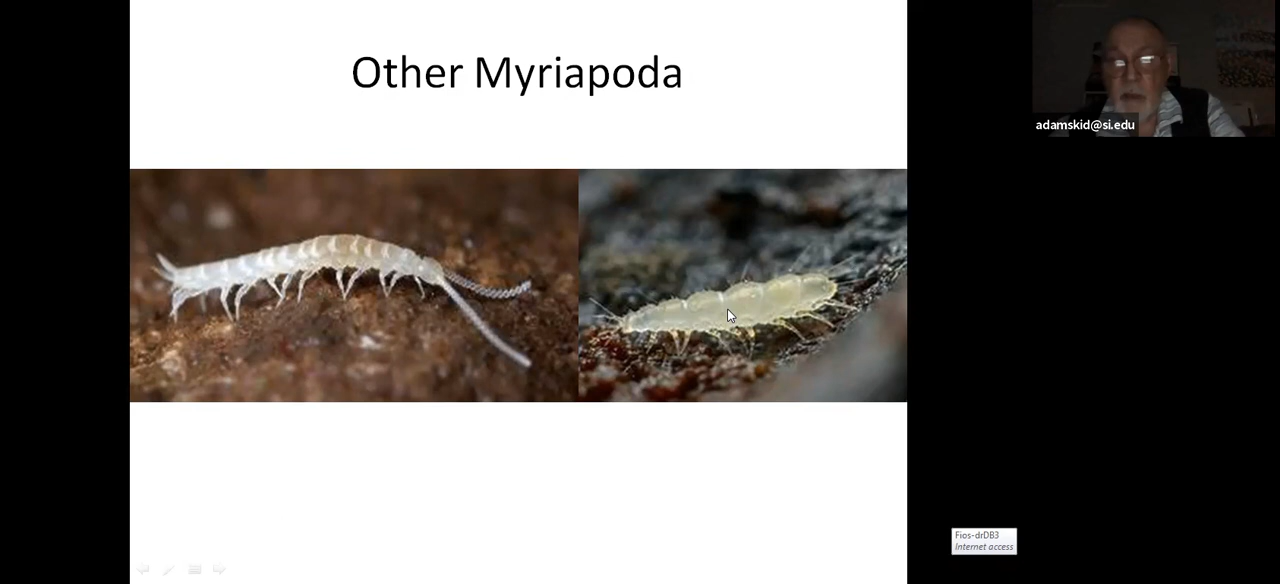 Other Myriapoda
adamskid@si.edu
Fios-drDB3
Internet access